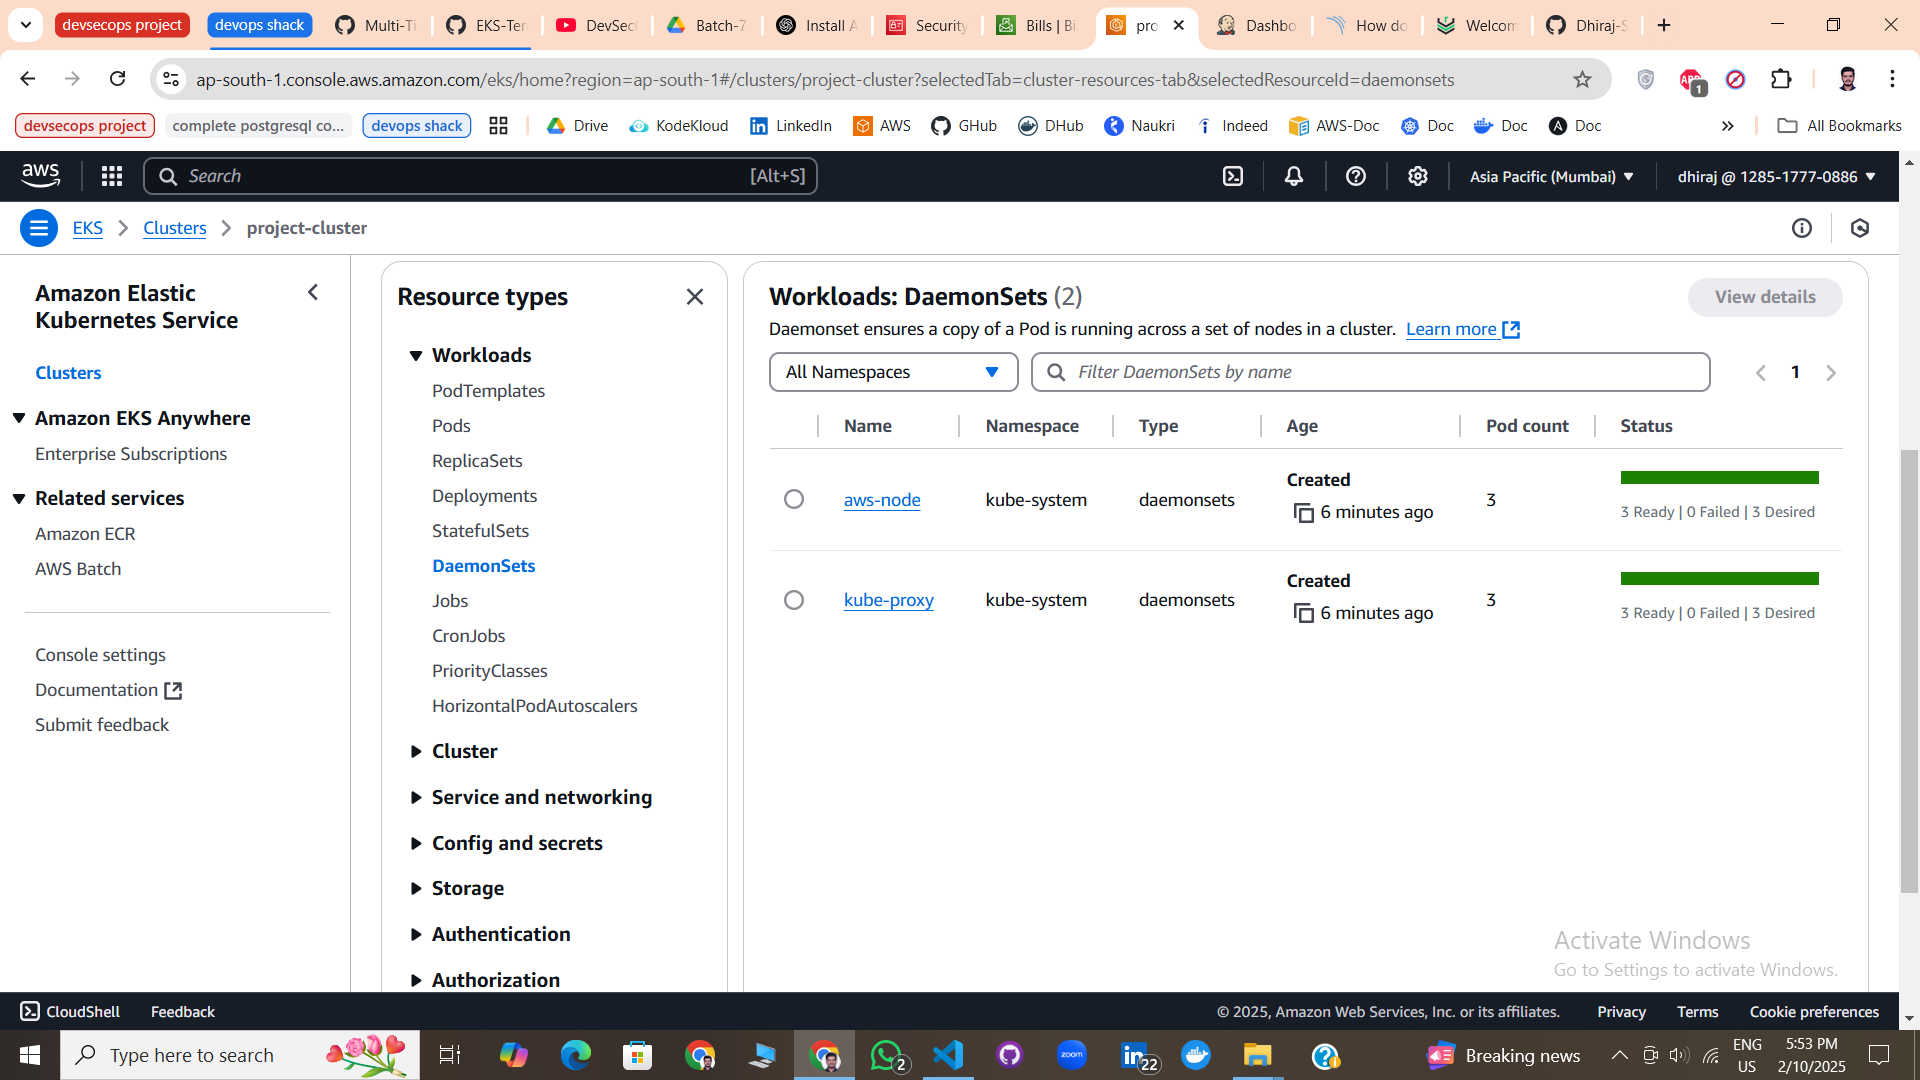 devsecops project
devops shack
Multi-Ti
EKS-Ter
DevSecO
Batch-7
Install A
Security
Bills | Bi
pro
Dashbo
How do
Welcom
Dhiraj-S
ap-south-1.console.aws.amazon.com/eks/home?region=ap-south-1#/clusters/project-cluster?selectedTab=cluster-resources-tab&selectedResourceId=daemonsets
1
devsecops project
complete postgresql co...
devops shack
Drive
KodeKloud
LinkedIn
AWS
GHub
DHub
Naukri
Indeed
AWS-Doc
Doc
Doc
Doc
All Bookmarks
aws
Search
[Alt+S]
Asia Pacific (Mumbai)
dhiraj @ 1285-1777-0886
EKS
Clusters
project-cluster
Amazon Elastic
Kubernetes Service
Clusters
Amazon EKS Anywhere
Enterprise Subscriptions
Related services
Amazon ECR
AWS Batch
Console settings
Documentation
Submit feedback
Resource types
Workloads
PodTemplates
Pods
ReplicaSets
Deployments
StatefulSets
DaemonSets
Jobs
CronJobs
PriorityClasses
HorizontalPodAutoscalers
Cluster
Service and networking
Config and secrets
Storage
Authentication
Authorization
Workloads: DaemonSets (2)
View details
Daemonset ensures a copy of a Pod is running across a set of nodes in a cluster. Learn more
All Namespaces
Filter DaemonSets by name
1
Name Namespace Type Age Pod count Status
aws-node kube-system daemonsets Created 6 minutes ago 3 3 Ready | 0 Failed | 3 Desired
kube-proxy kube-system daemonsets Created 6 minutes ago 3 3 Ready | 0 Failed | 3 Desired
Activate Windows
Go to Settings to activate Windows.
CloudShell
Feedback
© 2025, Amazon Web Services, Inc. or its affiliates.
Privacy
Terms
Cookie preferences
Type here to search
2
zoom
22
Breaking news
ENG
US
5:53 PM
2/10/2025